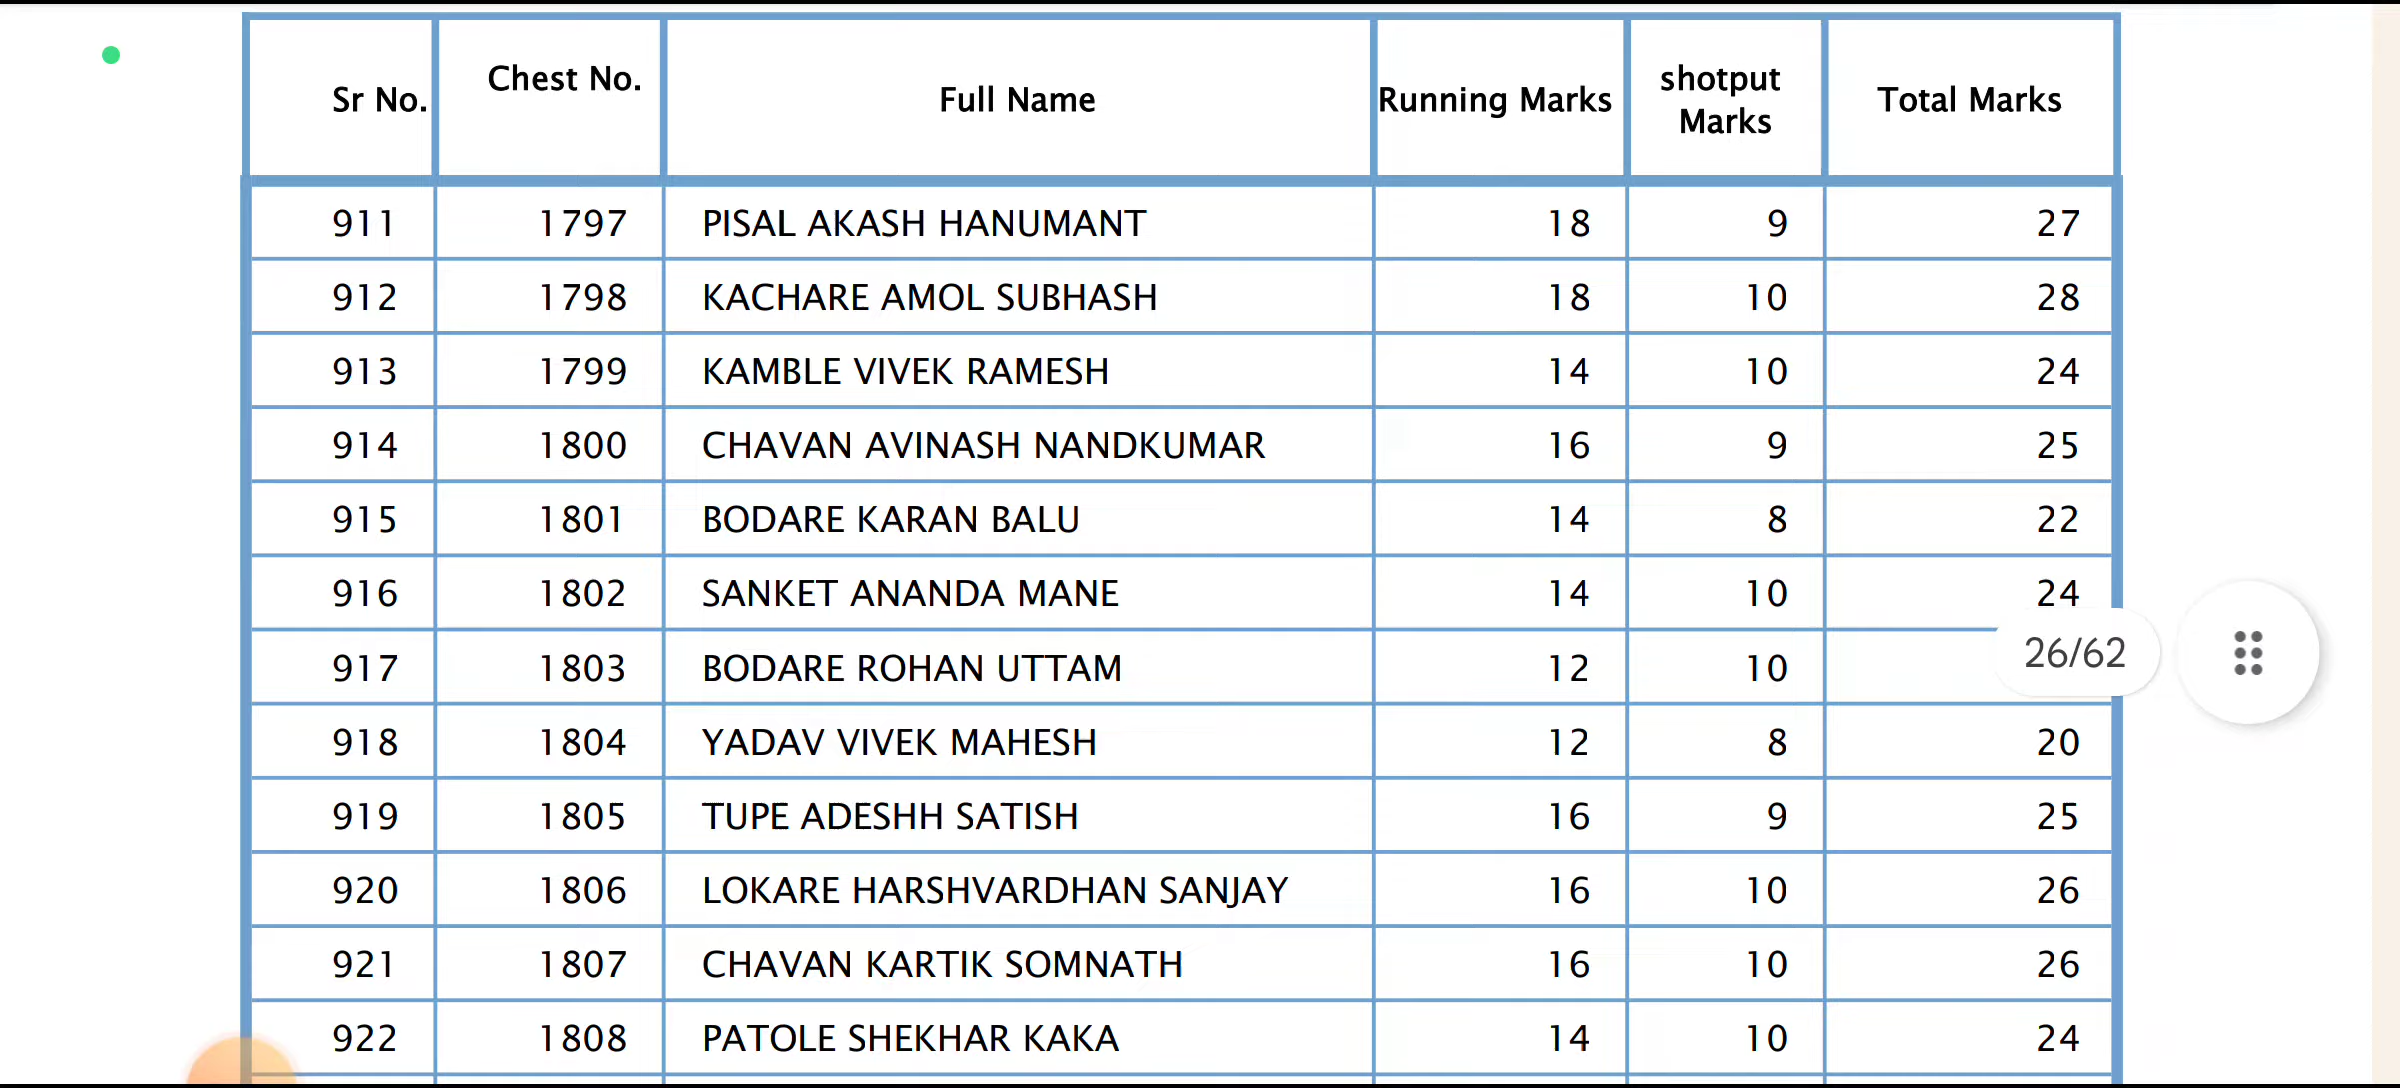 Sr No. Chest No. Full Name Running Marks shotput Marks Total Marks
911 1797 PISAL AKASH HANUMANT 18 9 27
912 1798 KACHARE AMOL SUBHASH 18 10 28
913 1799 KAMBLE VIVEK RAMESH 14 10 24
914 1800 CHAVAN AVINASH NANDKUMAR 16 9 25
915 1801 BODARE KARAN BALU 14 8 22
916 1802 SANKET ANANDA MANE 14 10 24
917 1803 BODARE ROHAN UTTAM 12 10
26/62
918 1804 YADAV VIVEK MAHESH 12 8 20
919 1805 TUPE ADESHH SATISH 16 9 25
920 1806 LOKARE HARSHVARDHAN SANJAY 16 10 26
921 1807 CHAVAN KARTIK SOMNATH 16 10 26
922 1808 PATOLE SHEKHAR KAKA 14 10 24